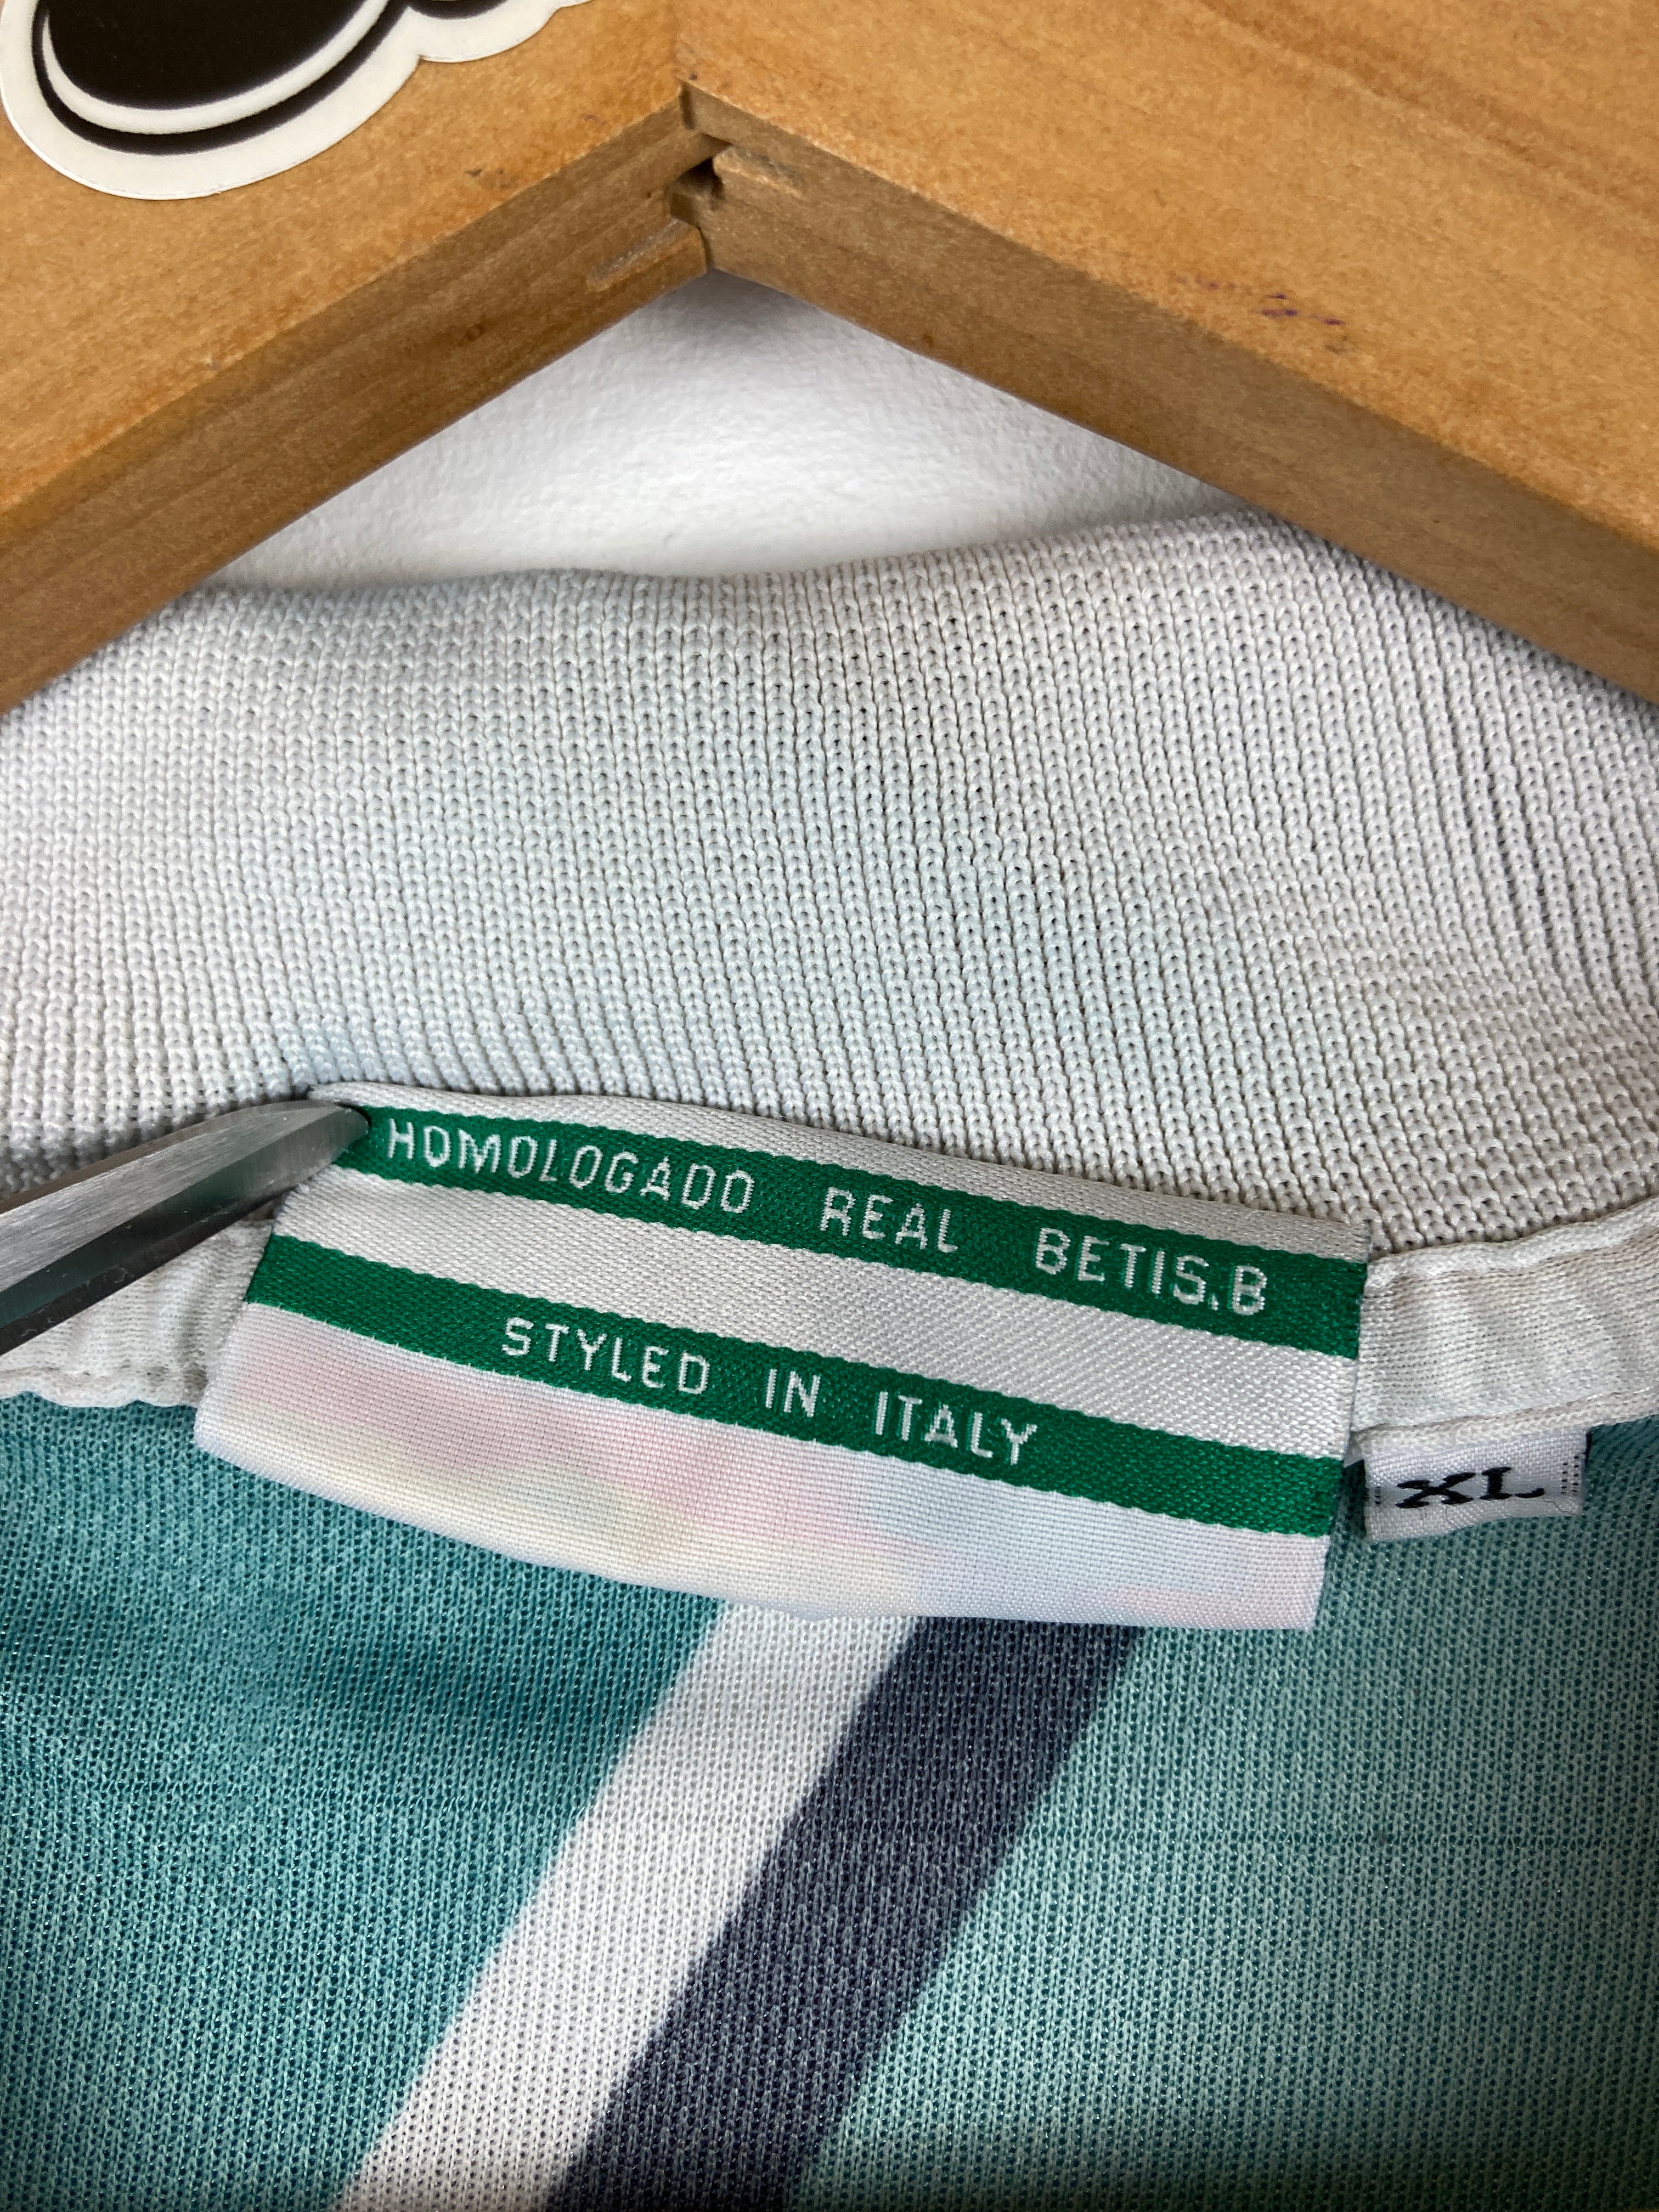 HOMOLOGADO REAL BETIS.B
STYLED IN ITALY
XL